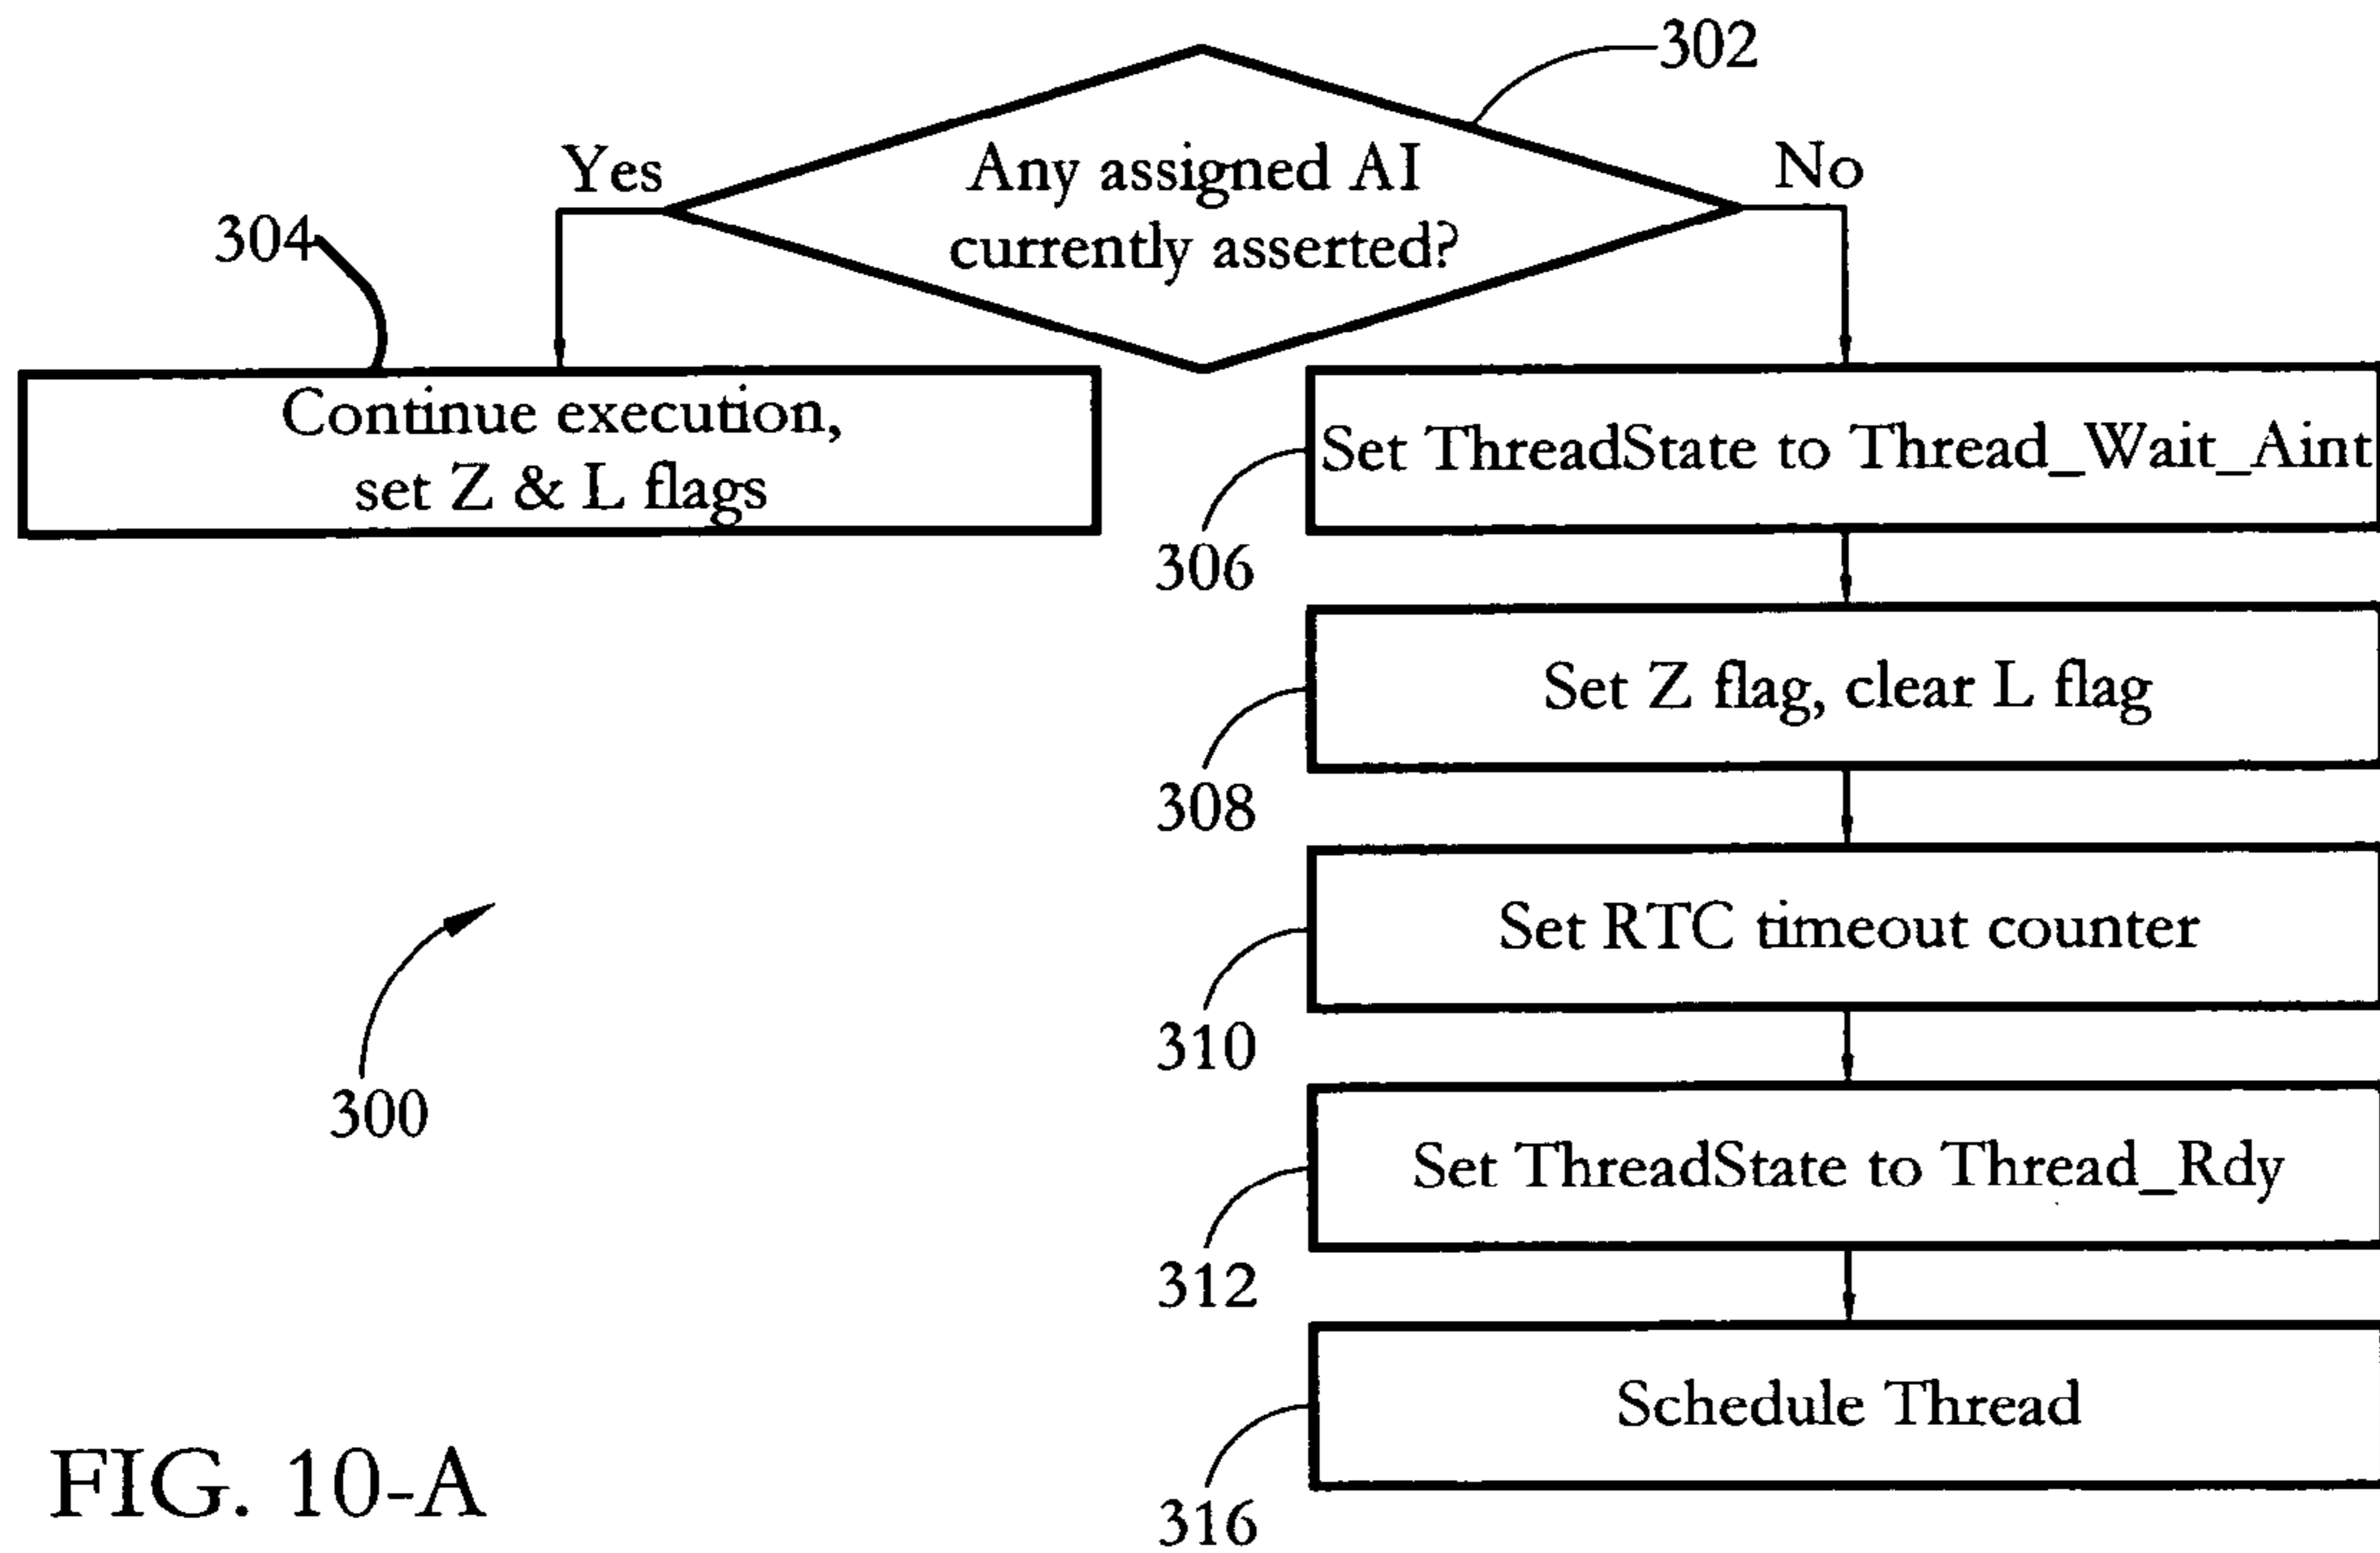 302
Any assigned AI
currently asserted?
Yes
No
304
Continue execution,
set Z & L flags
Set ThreadState to Thread_Wait_Aint
306
Set Z flag, clear L flag
308
Set RTC timeout counter
310
300
Set ThreadState to Thread_Rdy
312
Schedule Thread
316
FIG. 10-A